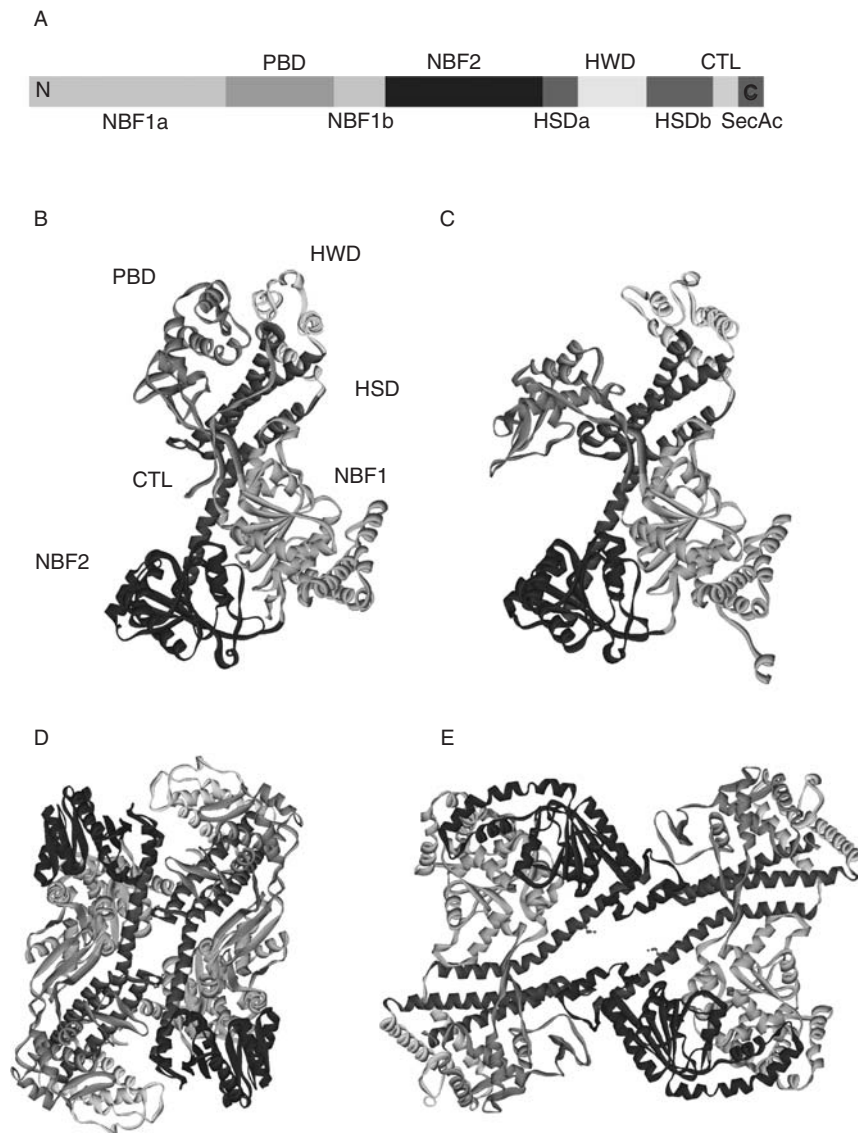 A
PBD NBF2 HWD CTL
N C
NBF1a NBF1b HSDa HSDb SecAc
B C
PBD HWD
HSD
CTL NBF1
NBF2
D E